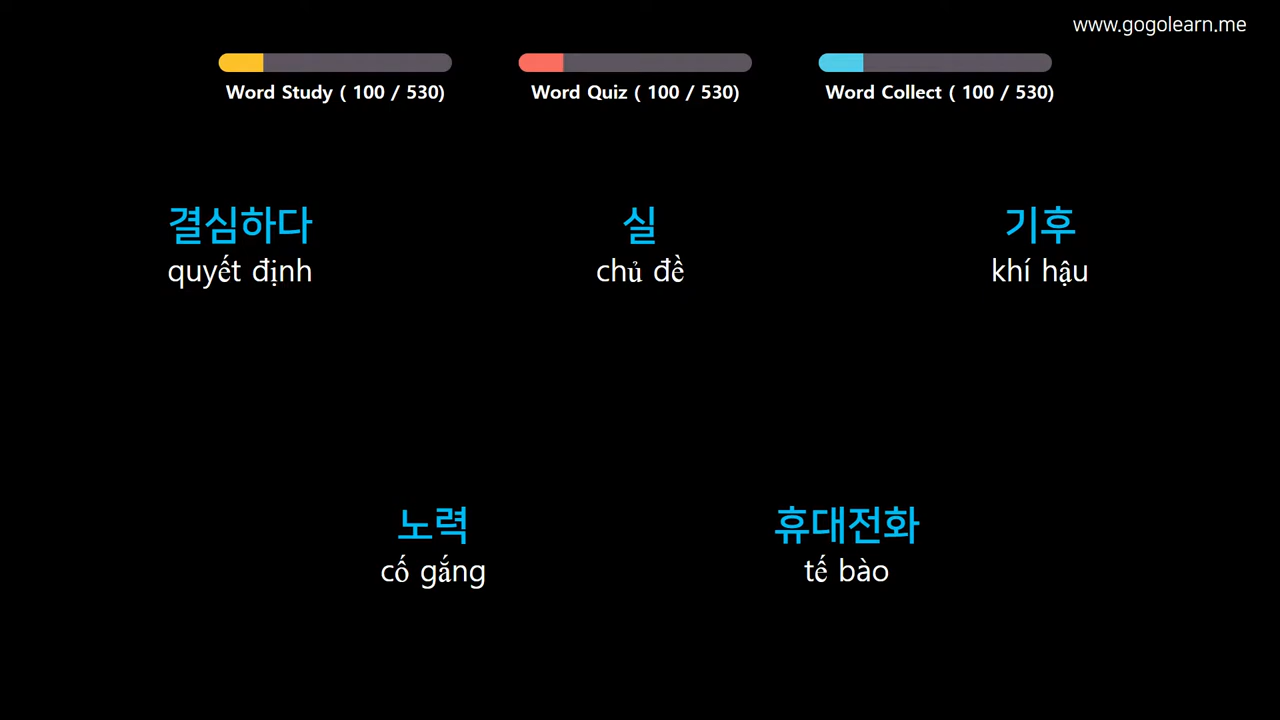 www.gogolearn.me
Word Study ( 100 / 530)
Word Quiz ( 100 / 530)
Word Collect ( 100 / 530)
결심하다
quyết định
실
chủ đề
기후
khí hậu
노력
cố gắng
휴대전화
tế bào